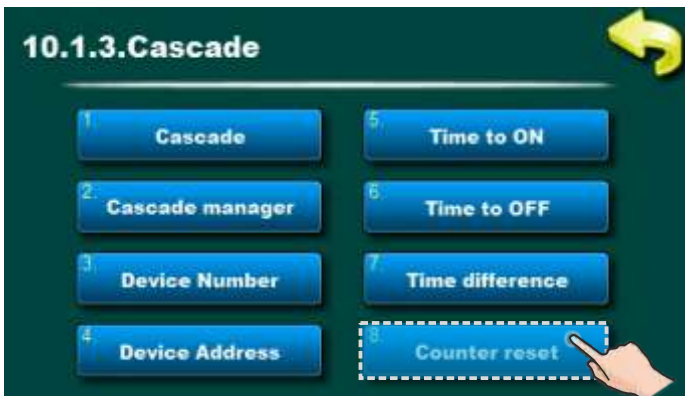 10.1.3.Cascade
1. Cascade
2. Cascade manager
3. Device Number
4. Device Address
5. Time to ON
6. Time to OFF
7. Time difference
8. Counter reset